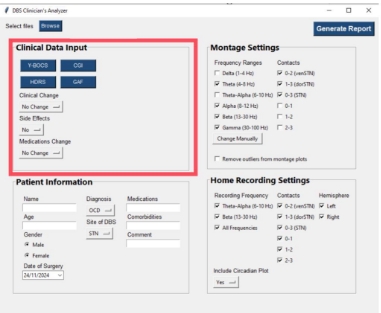 DBS Clinician's Analyzer
Select files Browse
Generate Report
Clinical Data Input
Y-BOCS CGI
HDRS GAF
Clinical Change
No Change
Side Effects
No
Medications Change
No Change
Montage Settings
Frequency Ranges Contacts
Delta (1-4 Hz) 0-2 (venSTN)
Theta (4-8 Hz) 1-3 (dorSTN)
Theta-Alpha (6-10 Hz) 0-3 (STN)
Alpha (8-12 Hz) 0-1
Beta (13-30 Hz) 1-2
Gamma (30-100 Hz) 2-3
Change Manually
Remove outliers from montage plots
Patient Information
Name Diagnosis Medications
OCD
Age Site of DBS Comorbidities
STN
Gender Comment
Male
Female
Date of Surgery
24/11/2024
Home Recording Settings
Recording Frequency Contacts Hemisphere
Theta-Alpha (6-10 Hz) 0-2 (venSTN) Left
Beta (13-30 Hz) 1-3 (dorSTN) Right
All Frequencies 0-3 (STN)
0-1
1-2
2-3
Include Circadian Plot
Yes